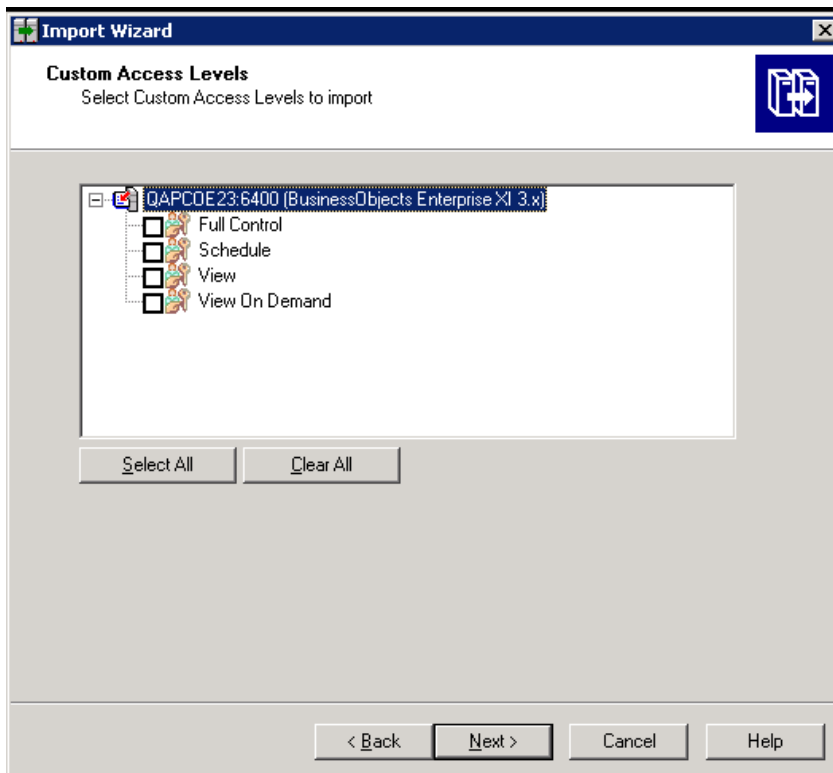 Import Wizard
Custom Access Levels
Select Custom Access Levels to import
QAPCOE23:6400 (BusinessObjects Enterprise XI 3.x)
Full Control
Schedule
View
View On Demand
Select All Clear All
< Back Next > Cancel Help